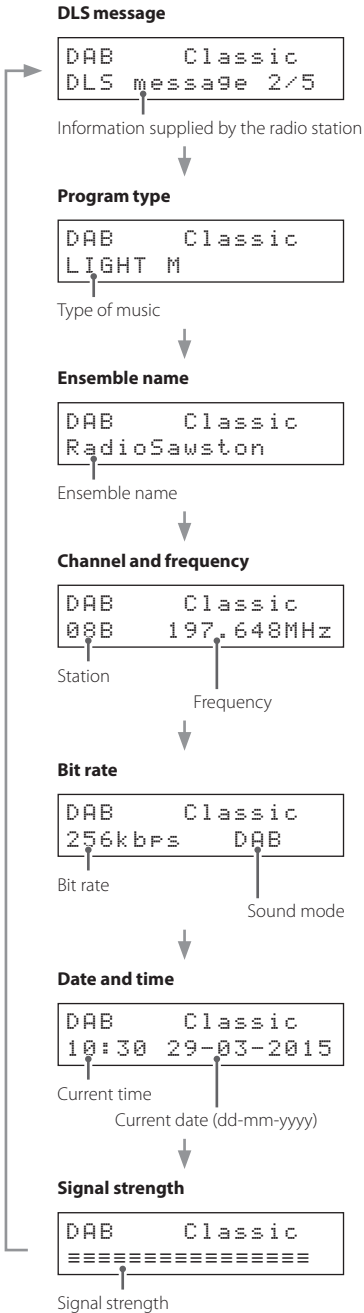 DLS message
DAB Classic
DLS message 2/5
Information supplied by the radio station
Program type
DAB Classic
LIGHT M
Type of music
Ensemble name
DAB Classic
RadioSawston
Ensemble name
Channel and frequency
DAB Classic
08B 197.648MHz
Station
Frequency
Bit rate
DAB Classic
256kbps DAB
Bit rate
Sound mode
Date and time
DAB Classic
10:30 29-03-2015
Current time
Current date (dd-mm-yyyy)
Signal strength
DAB Classic
Signal strength